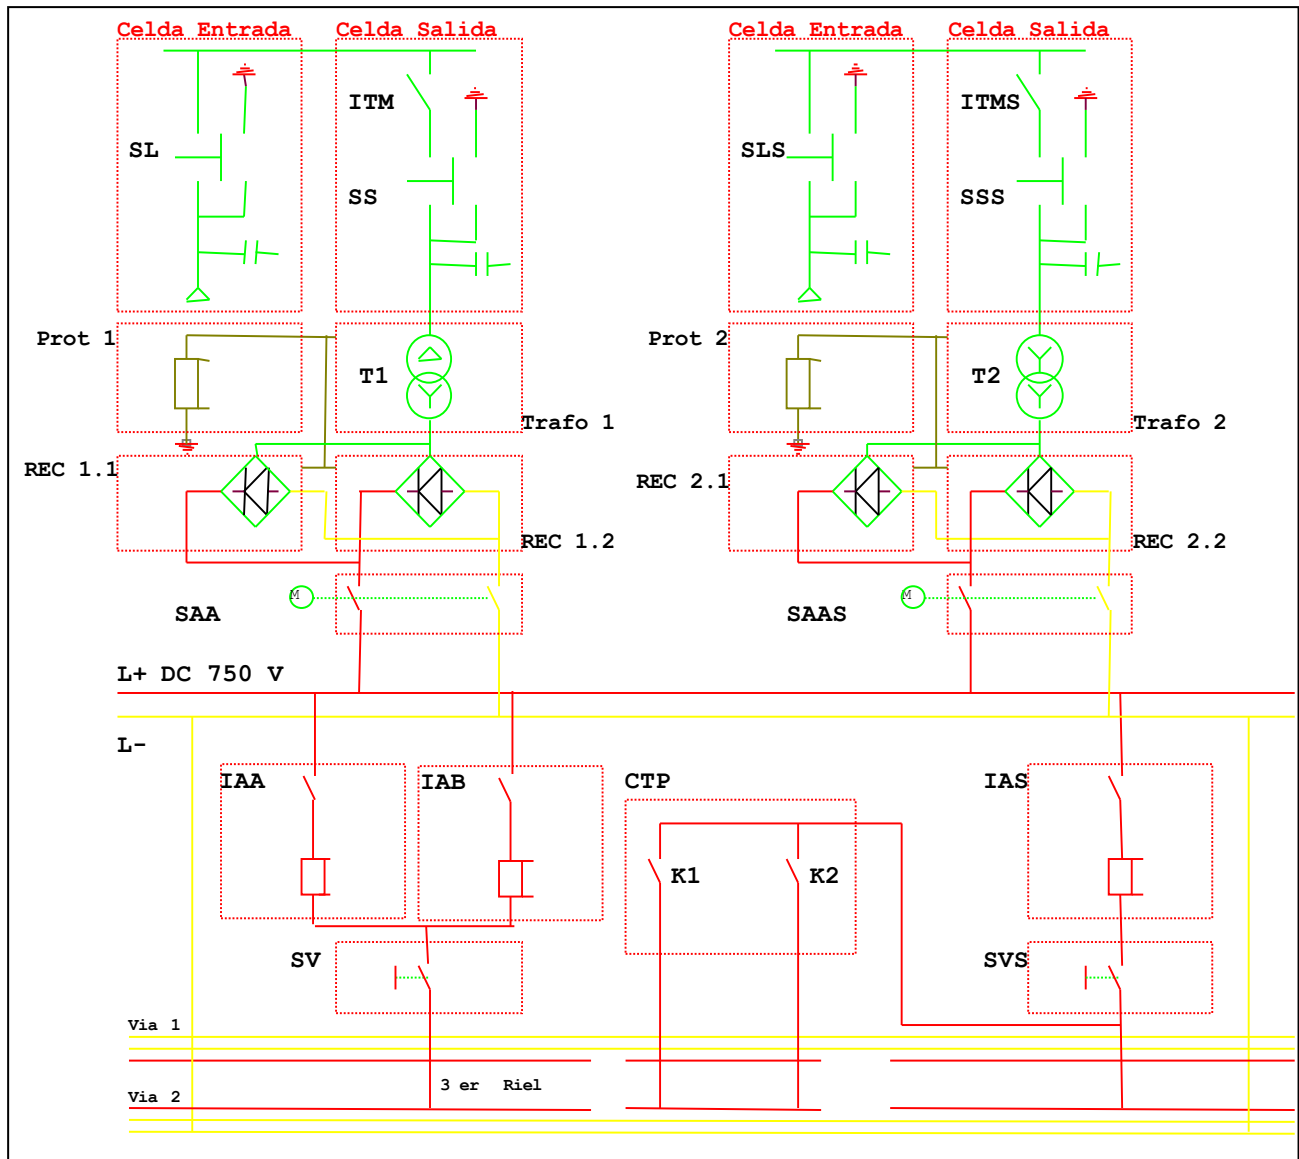 Celda Entrada
Celda Salida
Celda Entrada
Celda Salida
ITM
ITMS
SL
SLS
SS
SSS
Prot 1
Prot 2
T1
T2
Trafo 1
Trafo 2
REC 1.1
REC 2.1
REC 1.2
REC 2.2
M
M
SAA
SAAS
L+ DC 750 V
L-
IAA
IAB
CTP
IAS
K1
K2
SV
SVS
Via 1
3 er Riel
Via 2